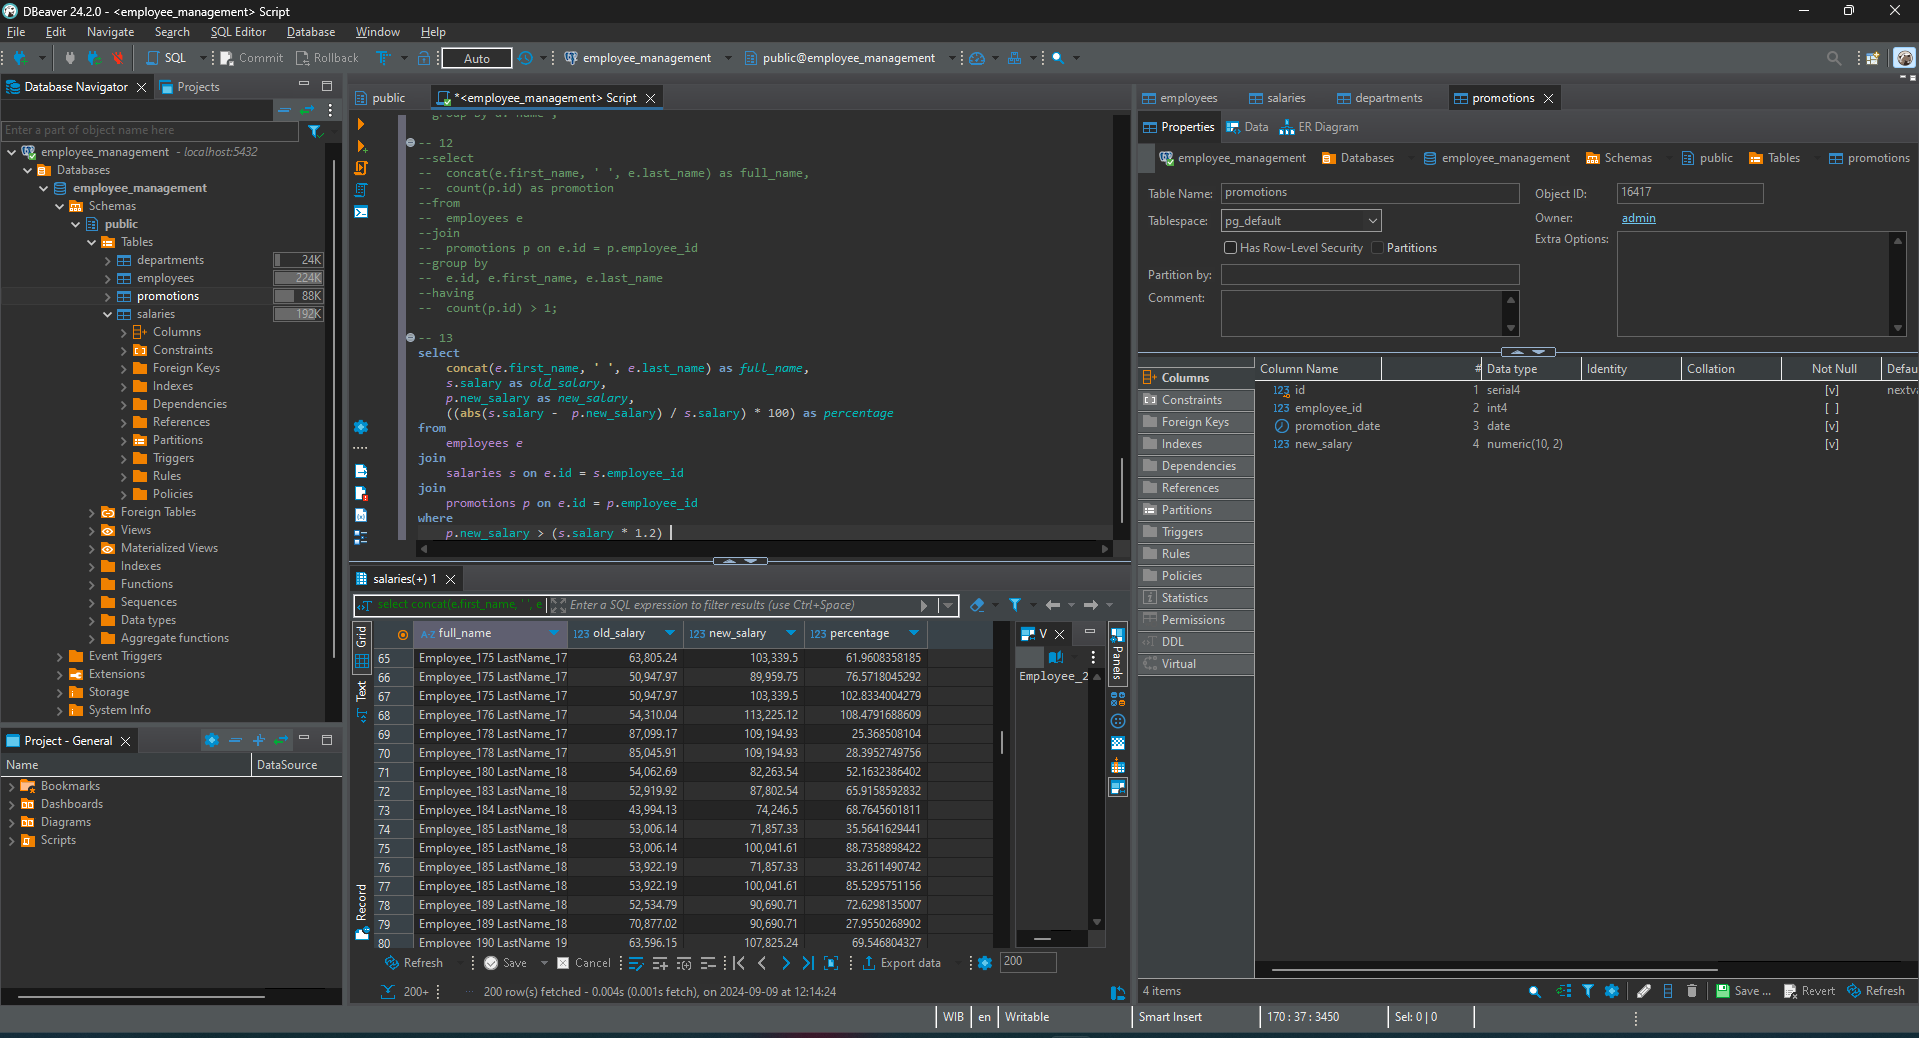 DBeaver 24.2.0 - <employee_management> Script
File Edit Navigate Search SQL Editor Database Window Help
SQL Commit Rollback Auto employee_management public@employee_management
Database Navigator Projects
Enter a part of object name here
employee_management - localhost:5432
Databases
employee_management
Schemas
public
Tables
departments 24K
employees 224K
promotions 88K
salaries 192K
Columns
Constraints
Foreign Keys
Indexes
Dependencies
References
Partitions
Triggers
Rules
Policies
Foreign Tables
Views
Materialized Views
Indexes
Functions
Sequences
Data types
Aggregate functions
Event Triggers
Extensions
Storage
System Info
Project - General
Name DataSource
Bookmarks
Dashboards
Diagrams
Scripts
public *<employee_management> Script
-- 12
--select
-- concat(e.first_name, ' ', e.last_name) as full_name,
-- count(p.id) as promotion
--from
-- employees e
--join
-- promotions p on e.id = p.employee_id
--group by
-- e.id, e.first_name, e.last_name
--having
-- count(p.id) > 1;
-- 13
select
concat(e.first_name, ' ', e.last_name) as full_name,
s.salary as old_salary,
p.new_salary as new_salary,
((abs(s.salary - p.new_salary) / s.salary) * 100) as percentage
from
employees e
join
salaries s on e.id = s.employee_id
join
promotions p on e.id = p.employee_id
where
p.new_salary > (s.salary * 1.2)
salaries(+) 1
select concat(e.first_name, ' ', e Enter a SQL expression to filter results (use Ctrl+Space)
Grid
Text
Record
A-Z full_name 123 old_salary 123 new_salary 123 percentage
65 Employee_175 LastName_17 63,805.24 103,339.5 61.9608358185
66 Employee_175 LastName_17 50,947.97 89,959.75 76.5718045292
67 Employee_175 LastName_17 50,947.97 103,339.5 102.8334004279
68 Employee_176 LastName_17 54,310.04 113,225.12 108.4791688609
69 Employee_178 LastName_17 87,099.17 109,194.93 25.368508104
70 Employee_178 LastName_17 85,045.91 109,194.93 28.3952749756
71 Employee_180 LastName_18 54,062.69 82,263.54 52.1632386402
72 Employee_183 LastName_18 52,919.92 87,802.54 65.9158592832
73 Employee_184 LastName_18 43,994.13 74,246.5 68.7645601811
74 Employee_185 LastName_18 53,006.14 71,857.33 35.5641629441
75 Employee_185 LastName_18 53,006.14 100,041.61 88.7358898422
76 Employee_185 LastName_18 53,922.19 71,857.33 33.2611490742
77 Employee_185 LastName_18 53,922.19 100,041.61 85.5295751156
78 Employee_189 LastName_18 52,534.79 90,690.71 72.6298135007
79 Employee_189 LastName_18 70,877.02 90,690.71 27.9550268902
80 Employee_190 LastName_19 63,596.15 107,825.24 69.546804327
V
Employee_2
Panels
Refresh Save Cancel Export data 200
200+ 200 row(s) fetched - 0.004s (0.001s fetch), on 2024-09-09 at 12:14:24
employees salaries departments promotions
Properties Data ER Diagram
employee_management Databases employee_management Schemas public Tables promotions
Table Name: promotions Object ID: 16417
Tablespace: pg_default Owner: admin
Has Row-Level Security Partitions Extra Options:
Partition by:
Comment:
Columns
Constraints
Foreign Keys
Indexes
Dependencies
References
Partitions
Triggers
Rules
Policies
Statistics
Permissions
DDL
Virtual
Column Name # Data type Identity Collation Not Null Defau
123 id 1 serial4 [v] nextv
123 employee_id 2 int4 [ ]
promotion_date 3 date [v]
123 new_salary 4 numeric(10, 2) [v]
4 items Save ... Revert Refresh
WIB en Writable Smart Insert 170 : 37 : 3450 Sel: 0 | 0